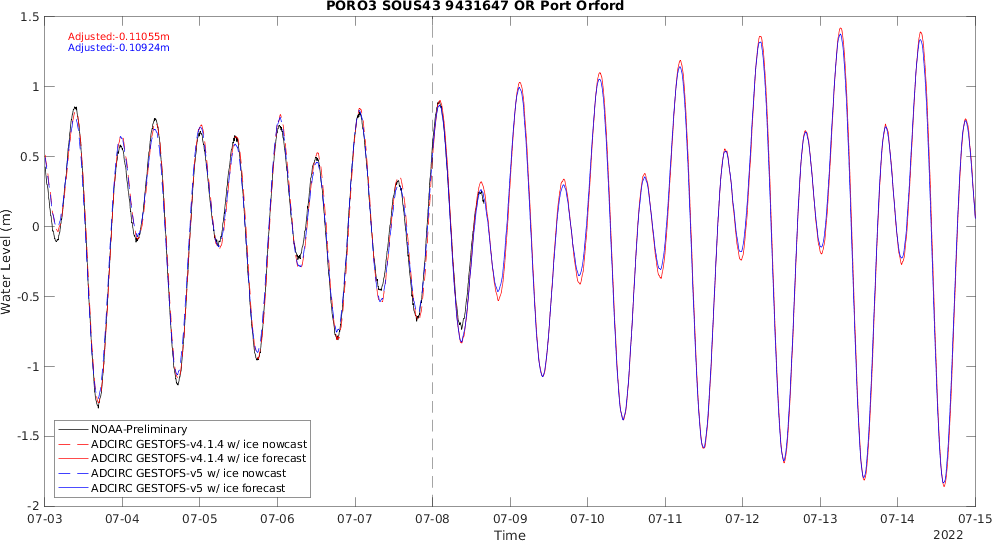 PORO3 SOUS43 9431647 OR Port Orford
Adjusted:-0.11055m
Adjusted:-0.10924m
1.5
1
0.5
0
-0.5
-1
-1.5
-2
Water Level (m)
NOAA-Preliminary
ADCIRC GESTOFS-v4.1.4 w/ ice nowcast
ADCIRC GESTOFS-v4.1.4 w/ ice forecast
ADCIRC GESTOFS-v5 w/ ice nowcast
ADCIRC GESTOFS-v5 w/ ice forecast
07-03 07-04 07-05 07-06 07-07 07-08 07-09 07-10 07-11 07-12 07-13 07-14 07-15
Time
2022